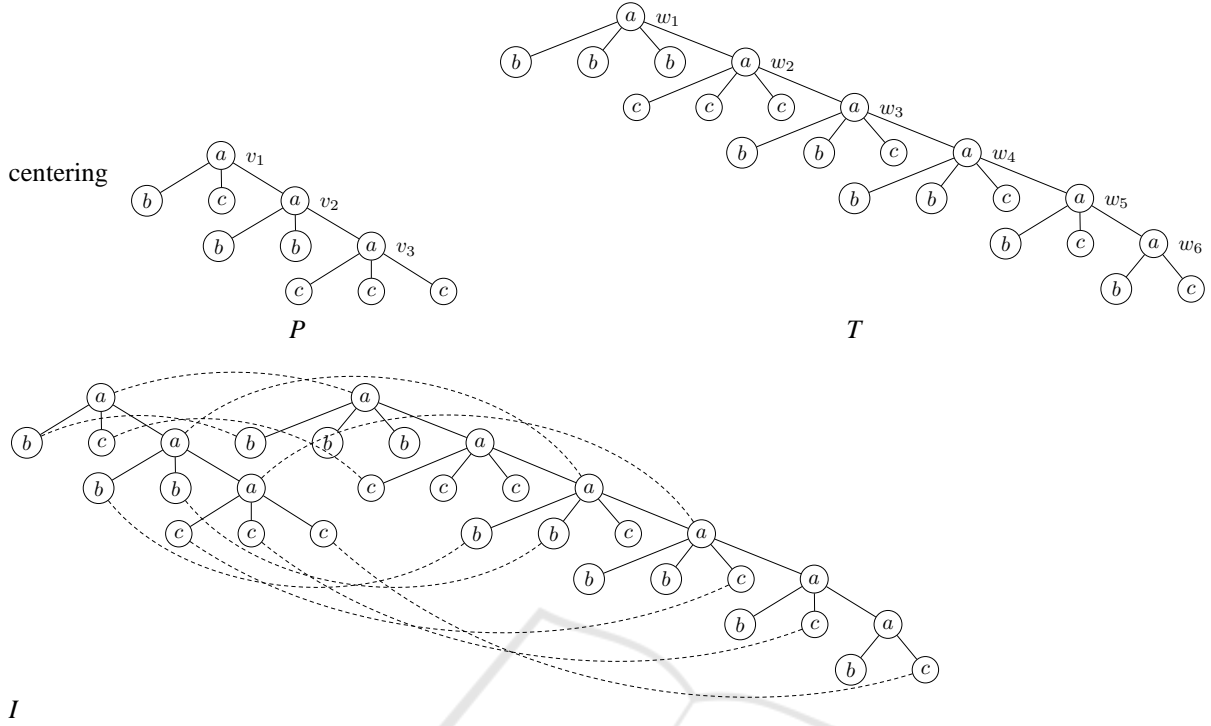 a w₁
b b b a w₂
c c c a w₃
a v₁ b b c a w₄
centering
b c a v₂ b b c a w₅
b b a v₃ b c a w₆
c c c b c
P T
a a
b c a b b b a
b b a c c c a
c c c b b c a
b b c a
b c a
b c
I